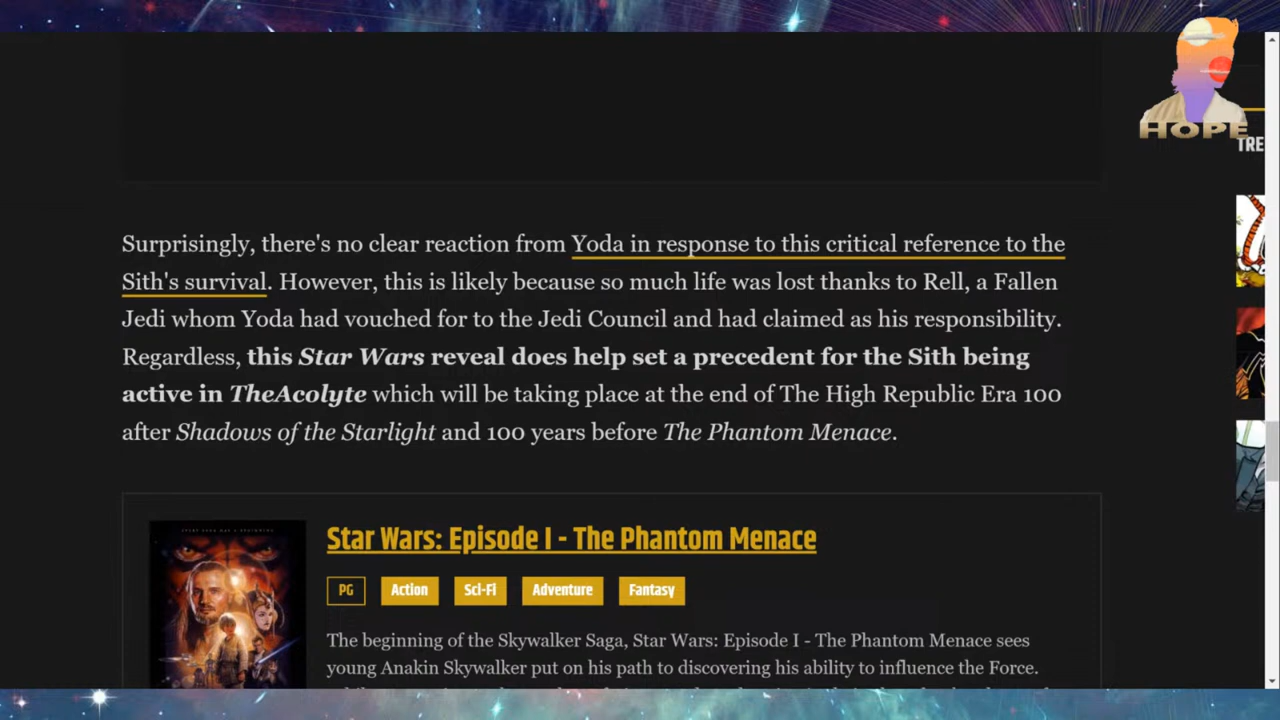 HOPE
TRE
Surprisingly, there's no clear reaction from Yoda in response to this critical reference to the
Sith's survival. However, this is likely because so much life was lost thanks to Rell, a Fallen
Jedi whom Yoda had vouched for to the Jedi Council and had claimed as his responsibility.
Regardless, this Star Wars reveal does help set a precedent for the Sith being
active in TheAcolyte which will be taking place at the end of The High Republic Era 100
after Shadows of the Starlight and 100 years before The Phantom Menace.
Star Wars: Episode I - The Phantom Menace
PG Action Sci-Fi Adventure Fantasy
The beginning of the Skywalker Saga, Star Wars: Episode I - The Phantom Menace sees
young Anakin Skywalker put on his path to discovering his ability to influence the Force.